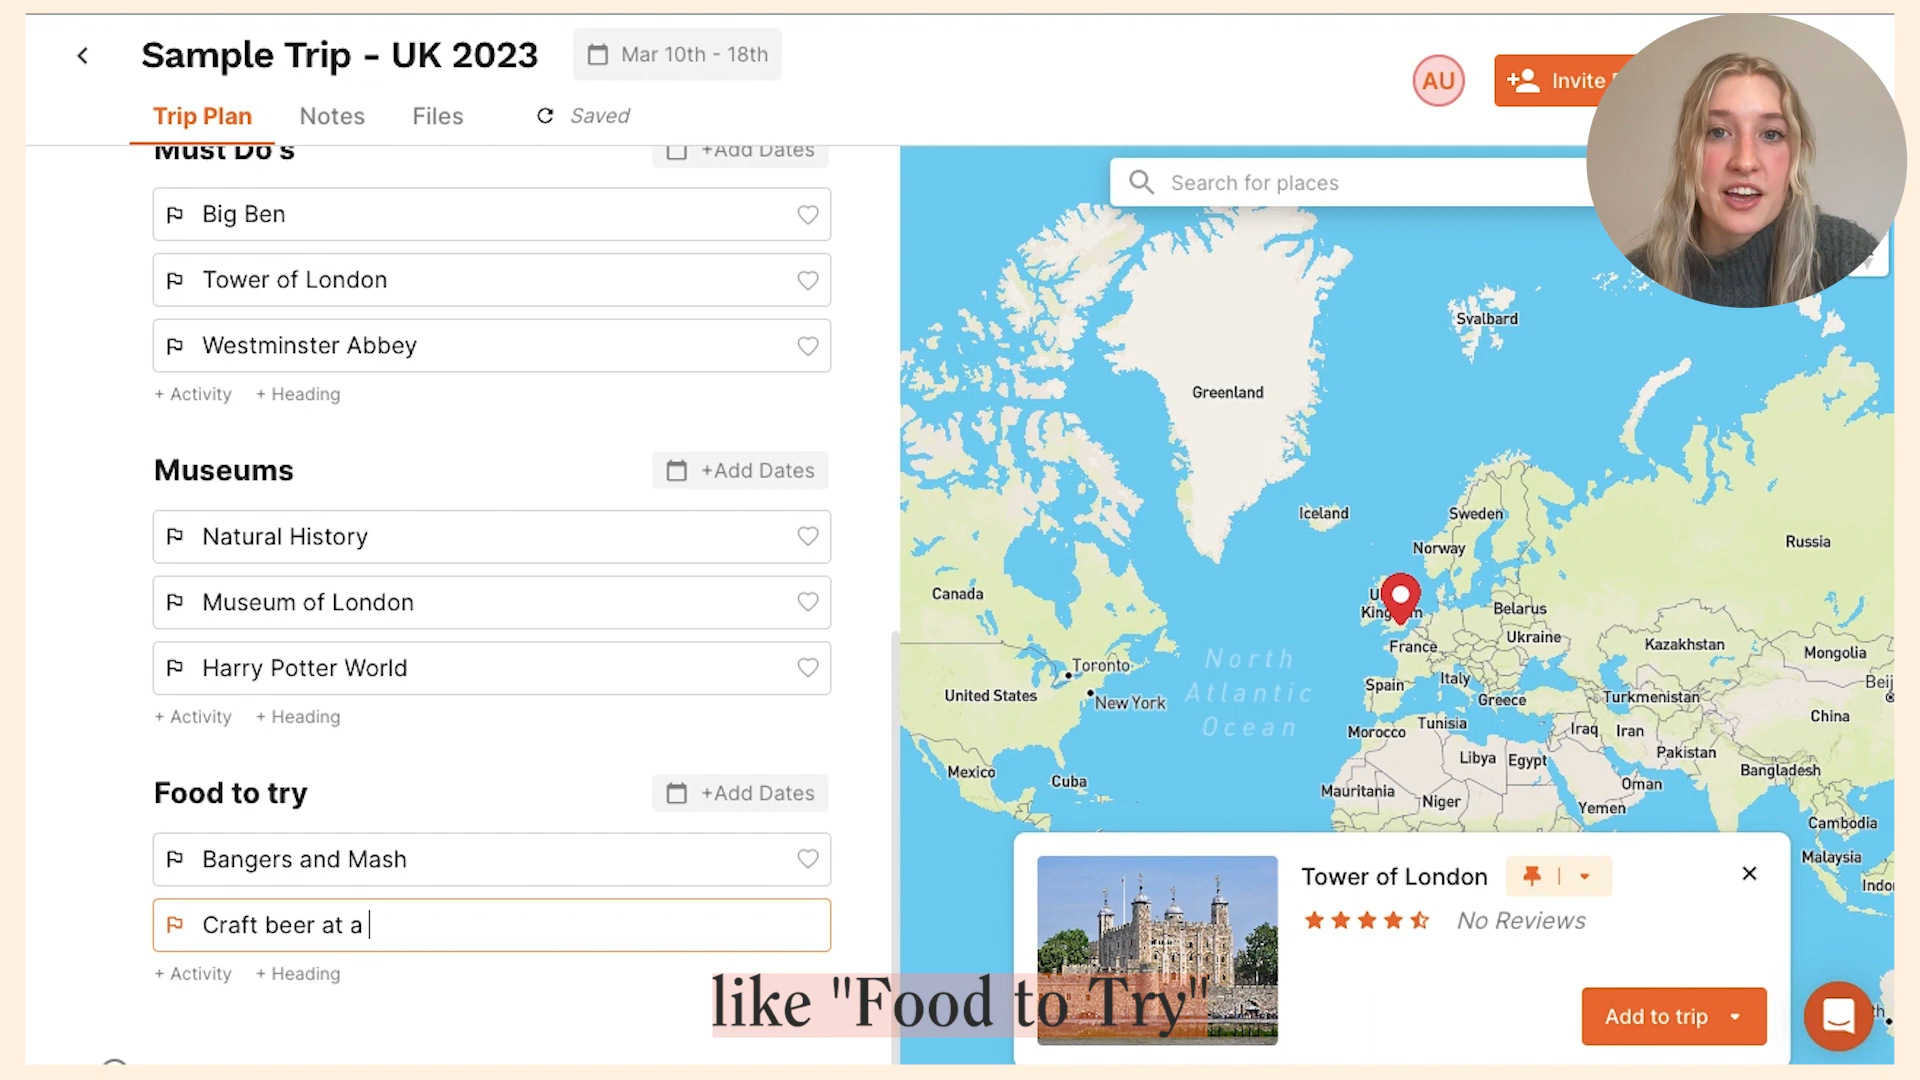 Sample Trip - UK 2023
Mar 10th - 18th
AU
Invite
Trip Plan
Notes
Files
Saved
Must Do's
+Add Dates
Big Ben
Tower of London
Westminster Abbey
+ Activity
+ Heading
Museums
+Add Dates
Natural History
Museum of London
Harry Potter World
+ Activity
+ Heading
Food to try
+Add Dates
Bangers and Mash
Craft beer at a
+ Activity
+ Heading
Search for places
Svalbard
Greenland
Iceland
Sweden
Norway
Russia
Canada
Belarus
Ukraine
France
Kazakhstan
Mongolia
Toronto
North
Atlantic
Ocean
United States
New York
Spain
Italy
Greece
Turkmenistan
China
Morocco
Tunisia
Iraq
Iran
Pakistan
Libya
Egypt
Mexico
Cuba
Bangladesh
Mauritania
Niger
Oman
Yemen
Cambodia
Malaysia
Tower of London
No Reviews
Add to trip
like "Food to Try"